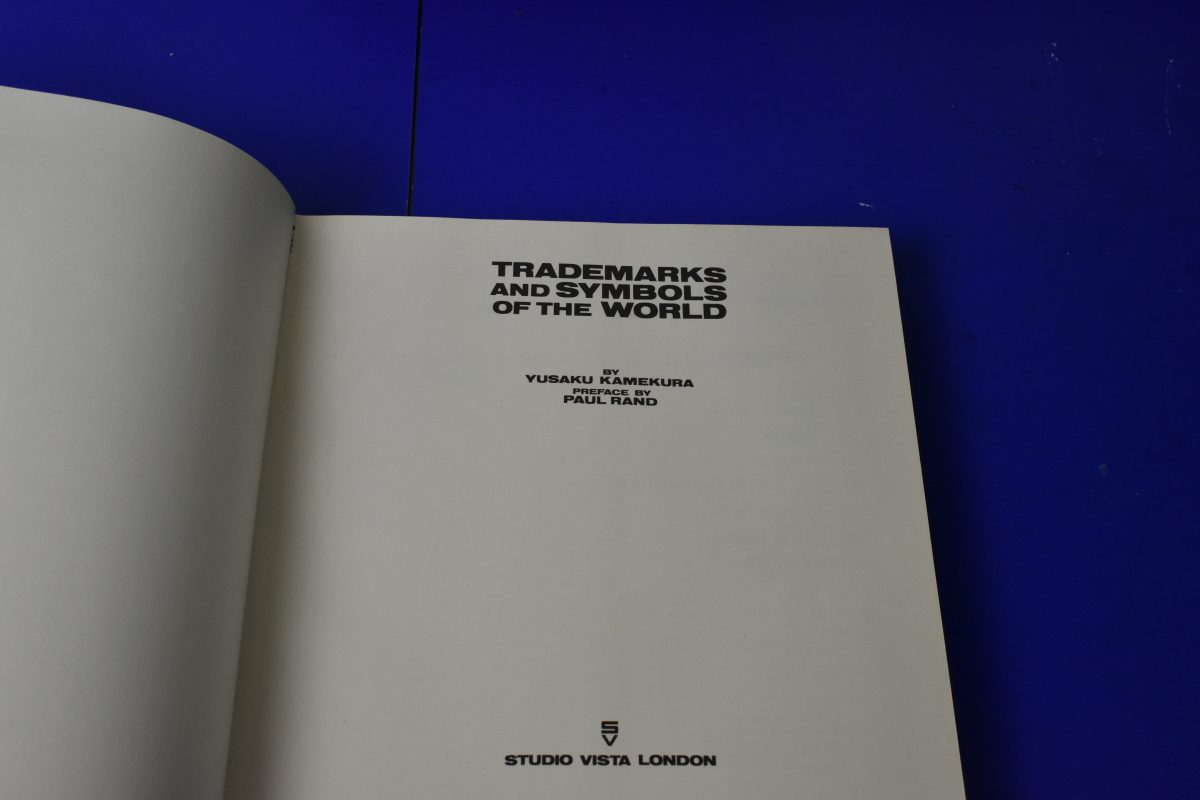 TRADEMARKS
AND SYMBOLS
OF THE WORLD
BY
YUSAKU KAMEKURA
PREFACE BY
PAUL RAND
SV
STUDIO VISTA LONDON